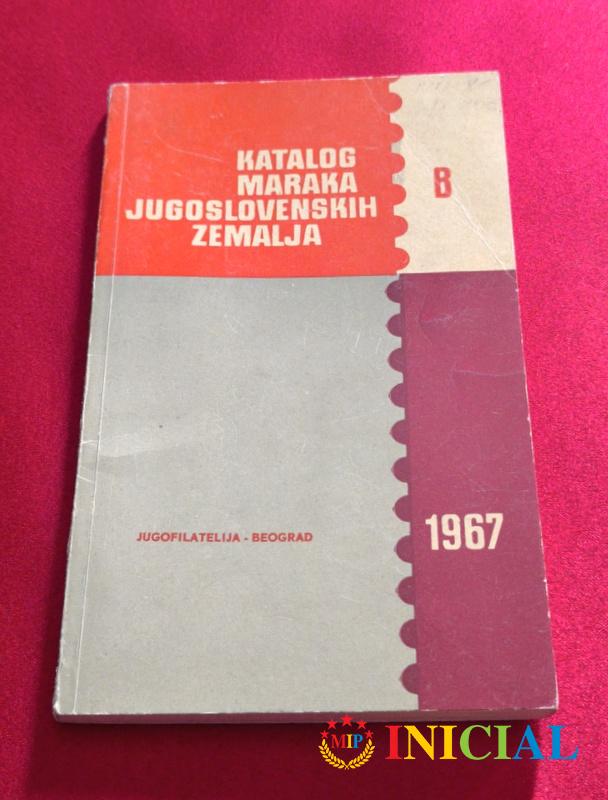 KATALOG
MARAKA
JUGOSLOVENSKIH
ZEMALJA
B
JUGOFILATELIJA - BEOGRAD
1967
MIP INICIAL